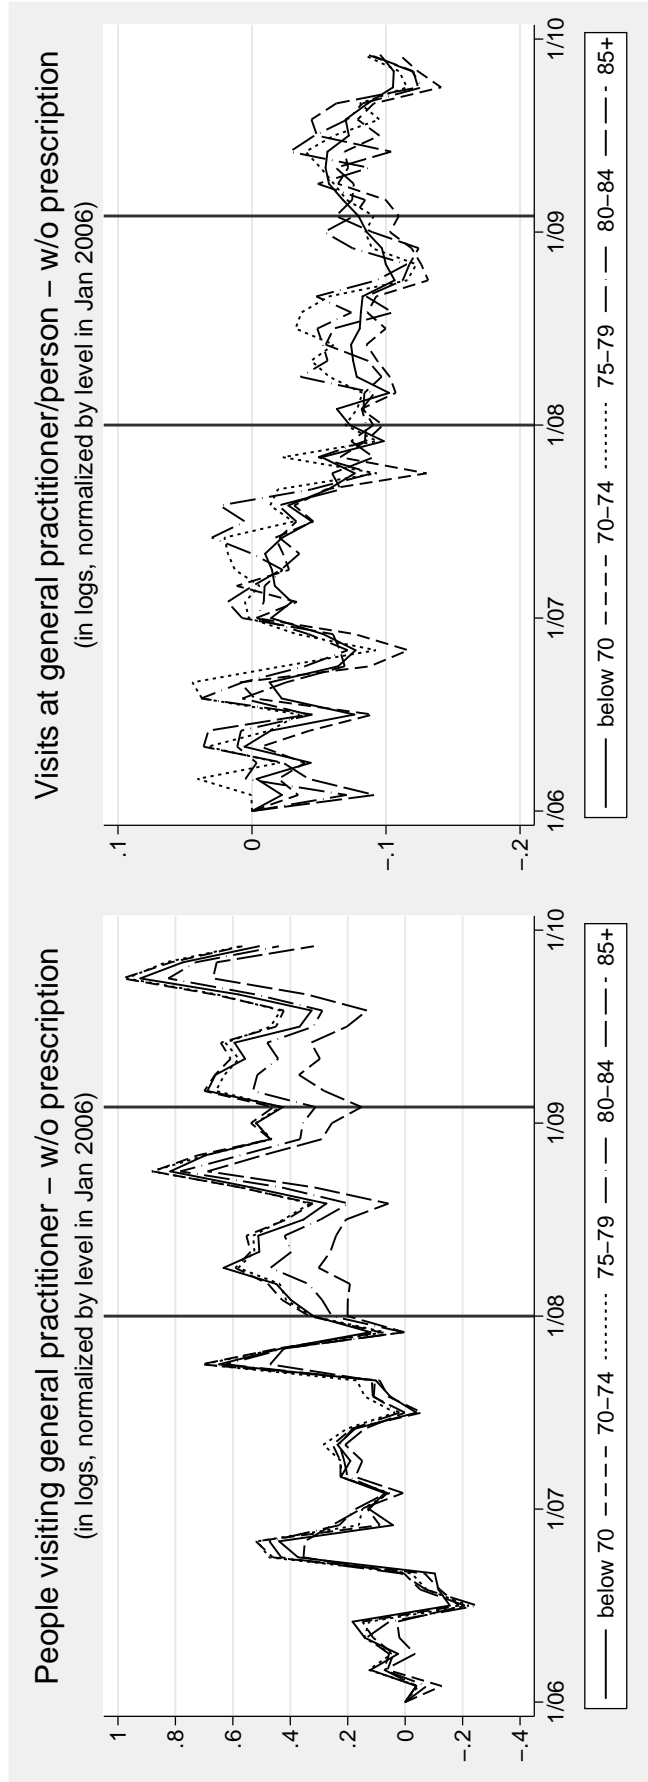 People visiting general practitioner – w/o prescription
(in logs, normalized by level in Jan 2006)
1
.8
.6
.4
.2
0
−.2
−.4
1/06 1/07 1/08 1/09 1/10
below 70 70−74 75−79 80−84 85+
Visits at general practitioner/person – w/o prescription
(in logs, normalized by level in Jan 2006)
.1
0
−.1
−.2
1/06 1/07 1/08 1/09 1/10
below 70 70−74 75−79 80−84 85+